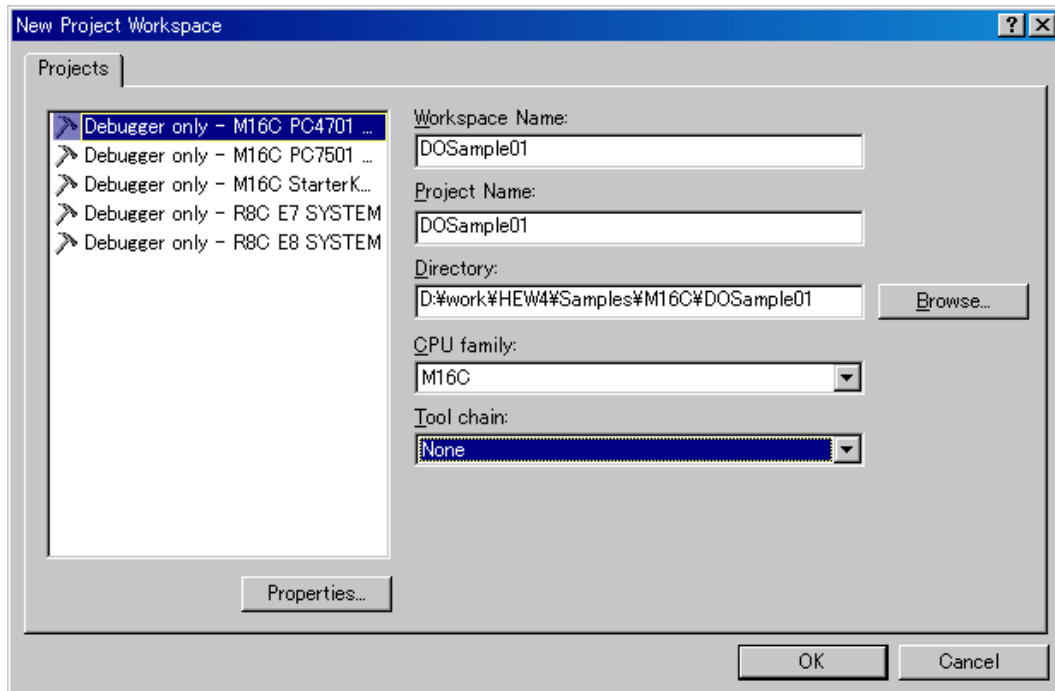 New Project Workspace
Projects
Debugger only - M16C PC4701 ...
Debugger only - M16C PC7501 ...
Debugger only - M16C StarterK...
Debugger only - R8C E7 SYSTEM
Debugger only - R8C E8 SYSTEM
Properties...
Workspace Name:
DOSample01
Project Name:
DOSample01
Directory:
D:¥work¥HEW4¥Samples¥M16C¥DOSample01
Browse...
CPU family:
M16C
Tool chain:
None
OK
Cancel